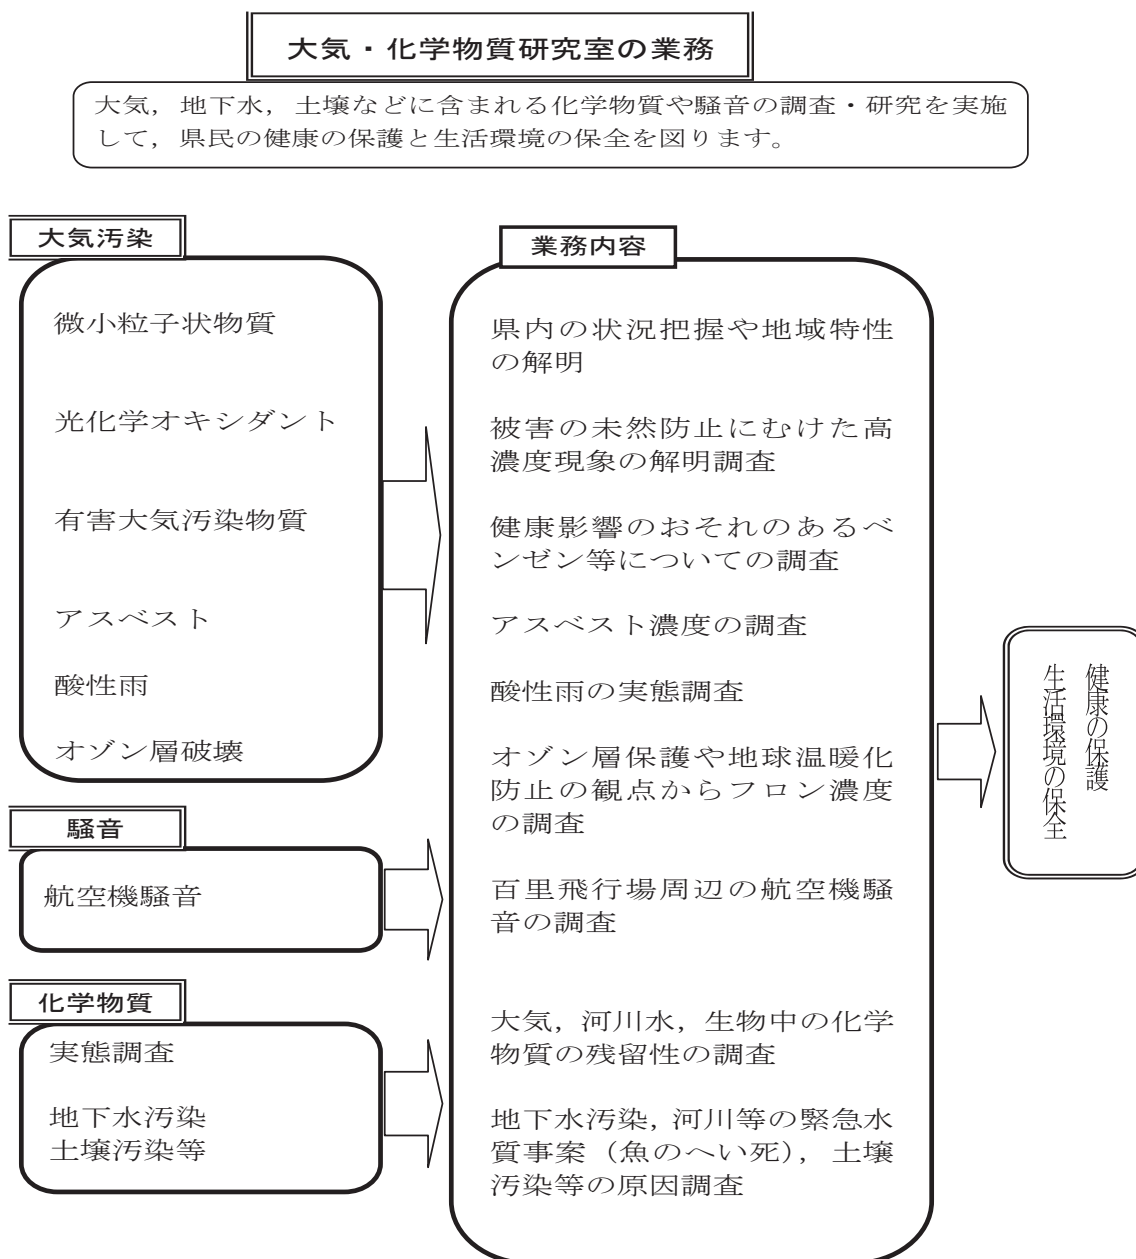 大気・化学物質研究室の業務
大気，地下水，土壌などに含まれる化学物質や騒音の調査・研究を実施
して，県民の健康の保護と生活環境の保全を図ります。
大気汚染
微小粒子状物質
光化学オキシダント
有害大気汚染物質
アスベスト
酸性雨
オゾン層破壊
騒音
航空機騒音
化学物質
実態調査
地下水汚染
土壌汚染等
業務内容
県内の状況把握や地域特性
の解明
被害の未然防止にむけた高
濃度現象の解明調査
健康影響のおそれのあるベ
ンゼン等についての調査
アスベスト濃度の調査
酸性雨の実態調査
オゾン層保護や地球温暖化
防止の観点からフロン濃度
の調査
百里飛行場周辺の航空機騒
音の調査
大気，河川水，生物中の化学
物質の残留性の調査
地下水汚染，河川等の緊急水
質事案（魚のへい死），土壌
汚染等の原因調査
健康の保護
生活環境の保全